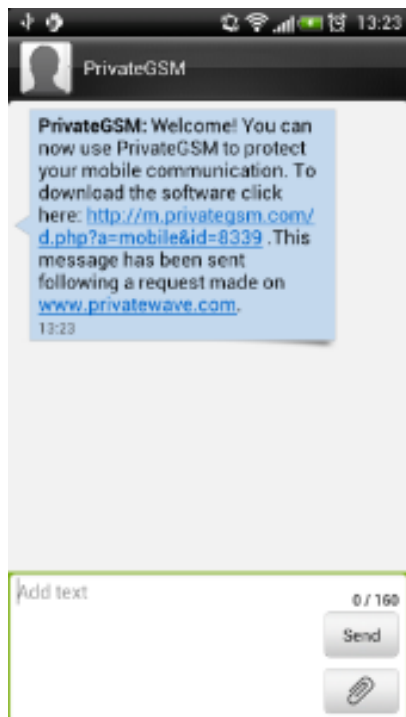 13:23
PrivateGSM
PrivateGSM: Welcome! You can
now use PrivateGSM to protect
your mobile communication. To
download the software click
here: http://m.privategsm.com/
d.php?a=mobile&id=8339 .This
message has been sent
following a request made on
www.privatewave.com.
13:23
Add text
0 / 160
Send